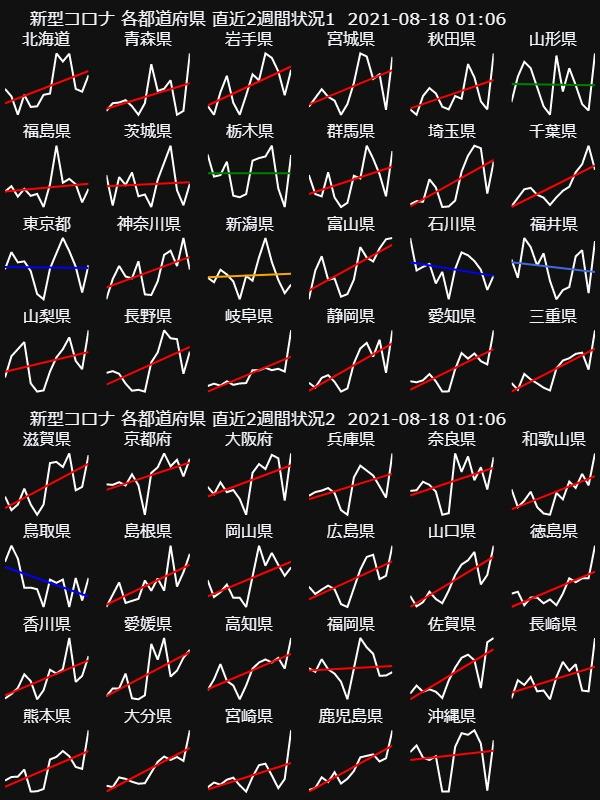 新型コロナ 各都道府県 直近2週間状況1 2021-08-18 01:06
北海道 青森県 岩手県 宮城県 秋田県 山形県
福島県 茨城県 栃木県 群馬県 埼玉県 千葉県
東京都 神奈川県 新潟県 富山県 石川県 福井県
山梨県 長野県 岐阜県 静岡県 愛知県 三重県
新型コロナ 各都道府県 直近2週間状況2 2021-08-18 01:06
滋賀県 京都府 大阪府 兵庫県 奈良県 和歌山県
鳥取県 島根県 岡山県 広島県 山口県 徳島県
香川県 愛媛県 高知県 福岡県 佐賀県 長崎県
熊本県 大分県 宮崎県 鹿児島県 沖縄県